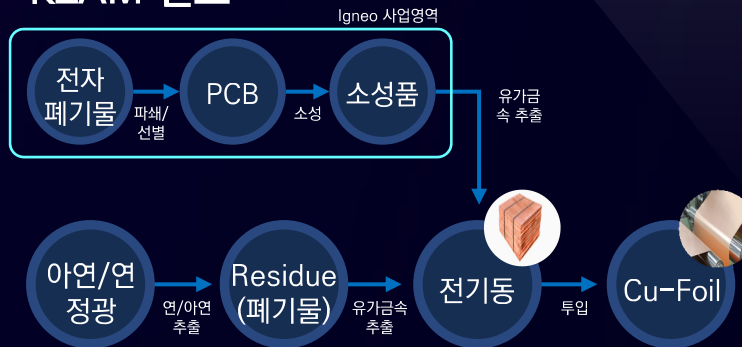 Igneo 사업영역
전자
폐기물
파쇄/
선별
PCB
소성
소성품
유가금
속 추출
아연/연
정광
연/아연
추출
Residue
(폐기물)
유가금속
추출
전기동
투입
Cu-Foil